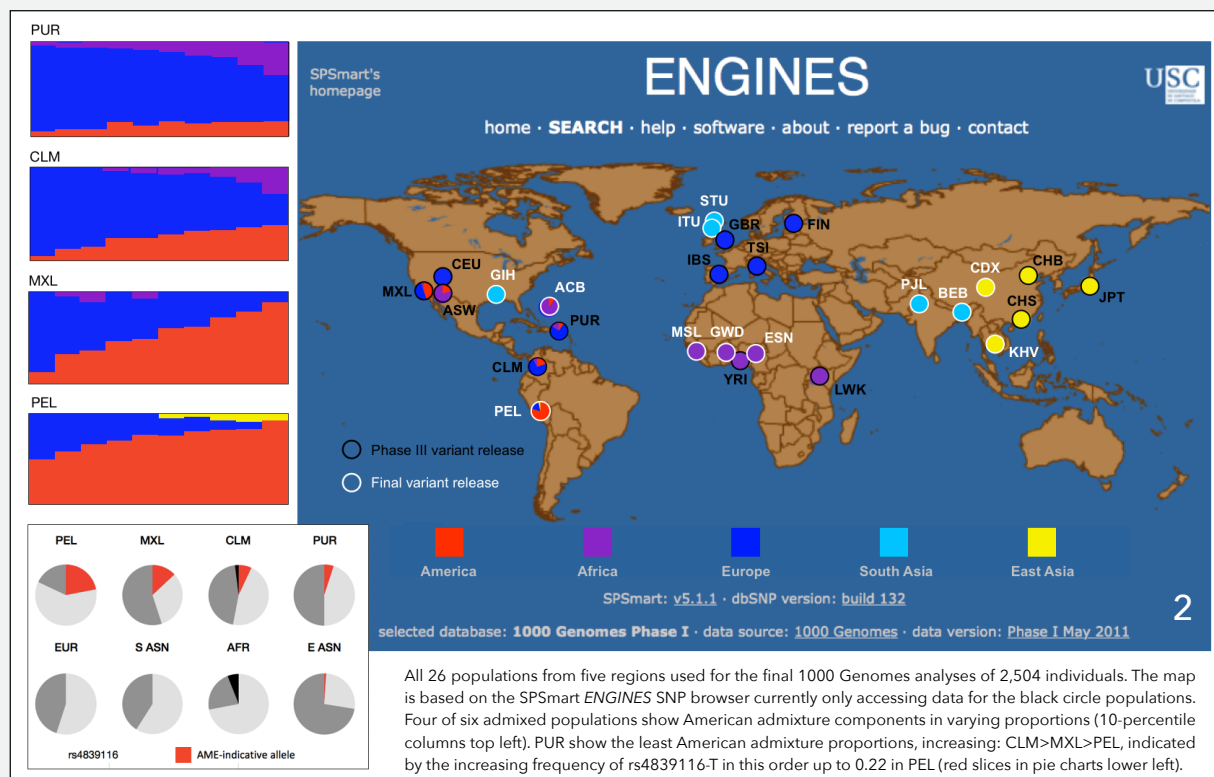 PUR
CLM
MXL
PEL
SPSmart's
homepage
ENGINES
USC
home · SEARCH · help · software · about · report a bug · contact
STU
ITU
GBR
FIN
TSI
IBS
CEU
GIH
MXL
ASW
ACB
PUR
CLM
PEL
MSL
GWD
ESN
YRI
LWK
PJL
BEB
CDX
CHB
JPT
CHS
KHV
Phase III variant release
Final variant release
America
Africa
Europe
South Asia
East Asia
SPSmart: v5.1.1 · dbSNP version: build 132
2
selected database: 1000 Genomes Phase I · data source: 1000 Genomes · data version: Phase I May 2011
PEL MXL CLM PUR
EUR S ASN AFR E ASN
rs4839116 AME-indicative allele
All 26 populations from five regions used for the final 1000 Genomes analyses of 2,504 individuals. The map
is based on the SPSmart ENGINES SNP browser currently only accessing data for the black circle populations.
Four of six admixed populations show American admixture components in varying proportions (10-percentile
columns top left). PUR show the least American admixture proportions, increasing: CLM>MXL>PEL, indicated
by the increasing frequency of rs4839116-T in this order up to 0.22 in PEL (red slices in pie charts lower left).